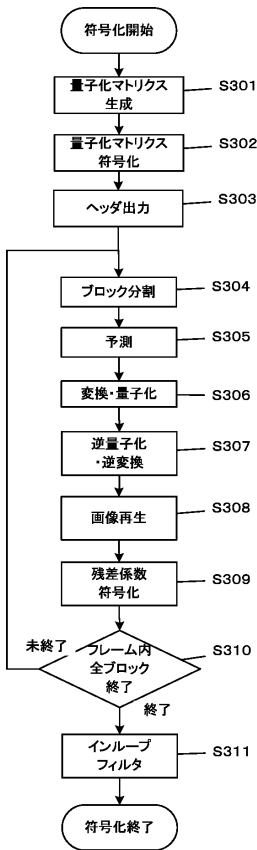 符号化開始
量子化マトリクス
生成
S301
量子化マトリクス
符号化
S302
ヘッダ出力
S303
ブロック分割
S304
予測
S305
変換・量子化
S306
逆量子化
・逆変換
S307
画像再生
S308
残差係数
符号化
S309
未終了
フレーム内
全ブロック
終了
S310
終了
インループ
フィルタ
S311
符号化終了